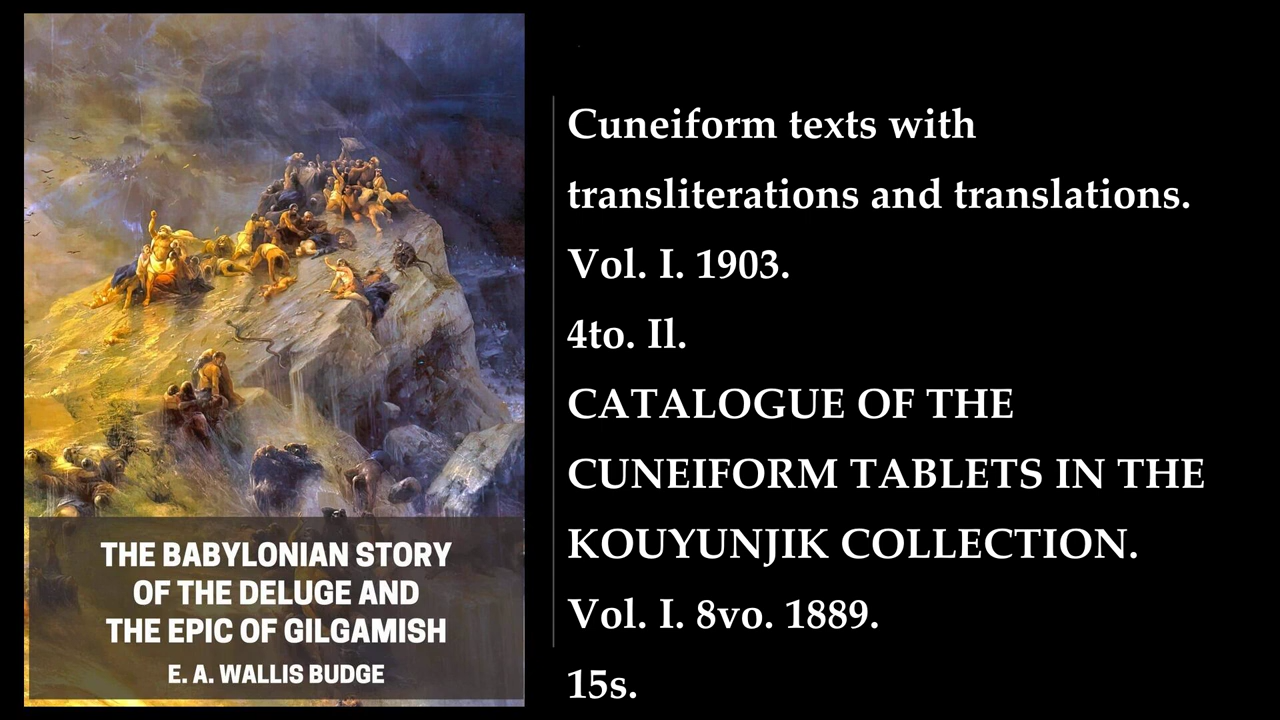 THE BABYLONIAN STORY
OF THE DELUGE AND
THE EPIC OF GILGAMISH
E. A. WALLIS BUDGE
Cuneiform texts with
transliterations and translations.
Vol. I. 1903.
4to. Il.
CATALOGUE OF THE
CUNEIFORM TABLETS IN THE
KOUYUNJIK COLLECTION.
Vol. I. 8vo. 1889.
15s.